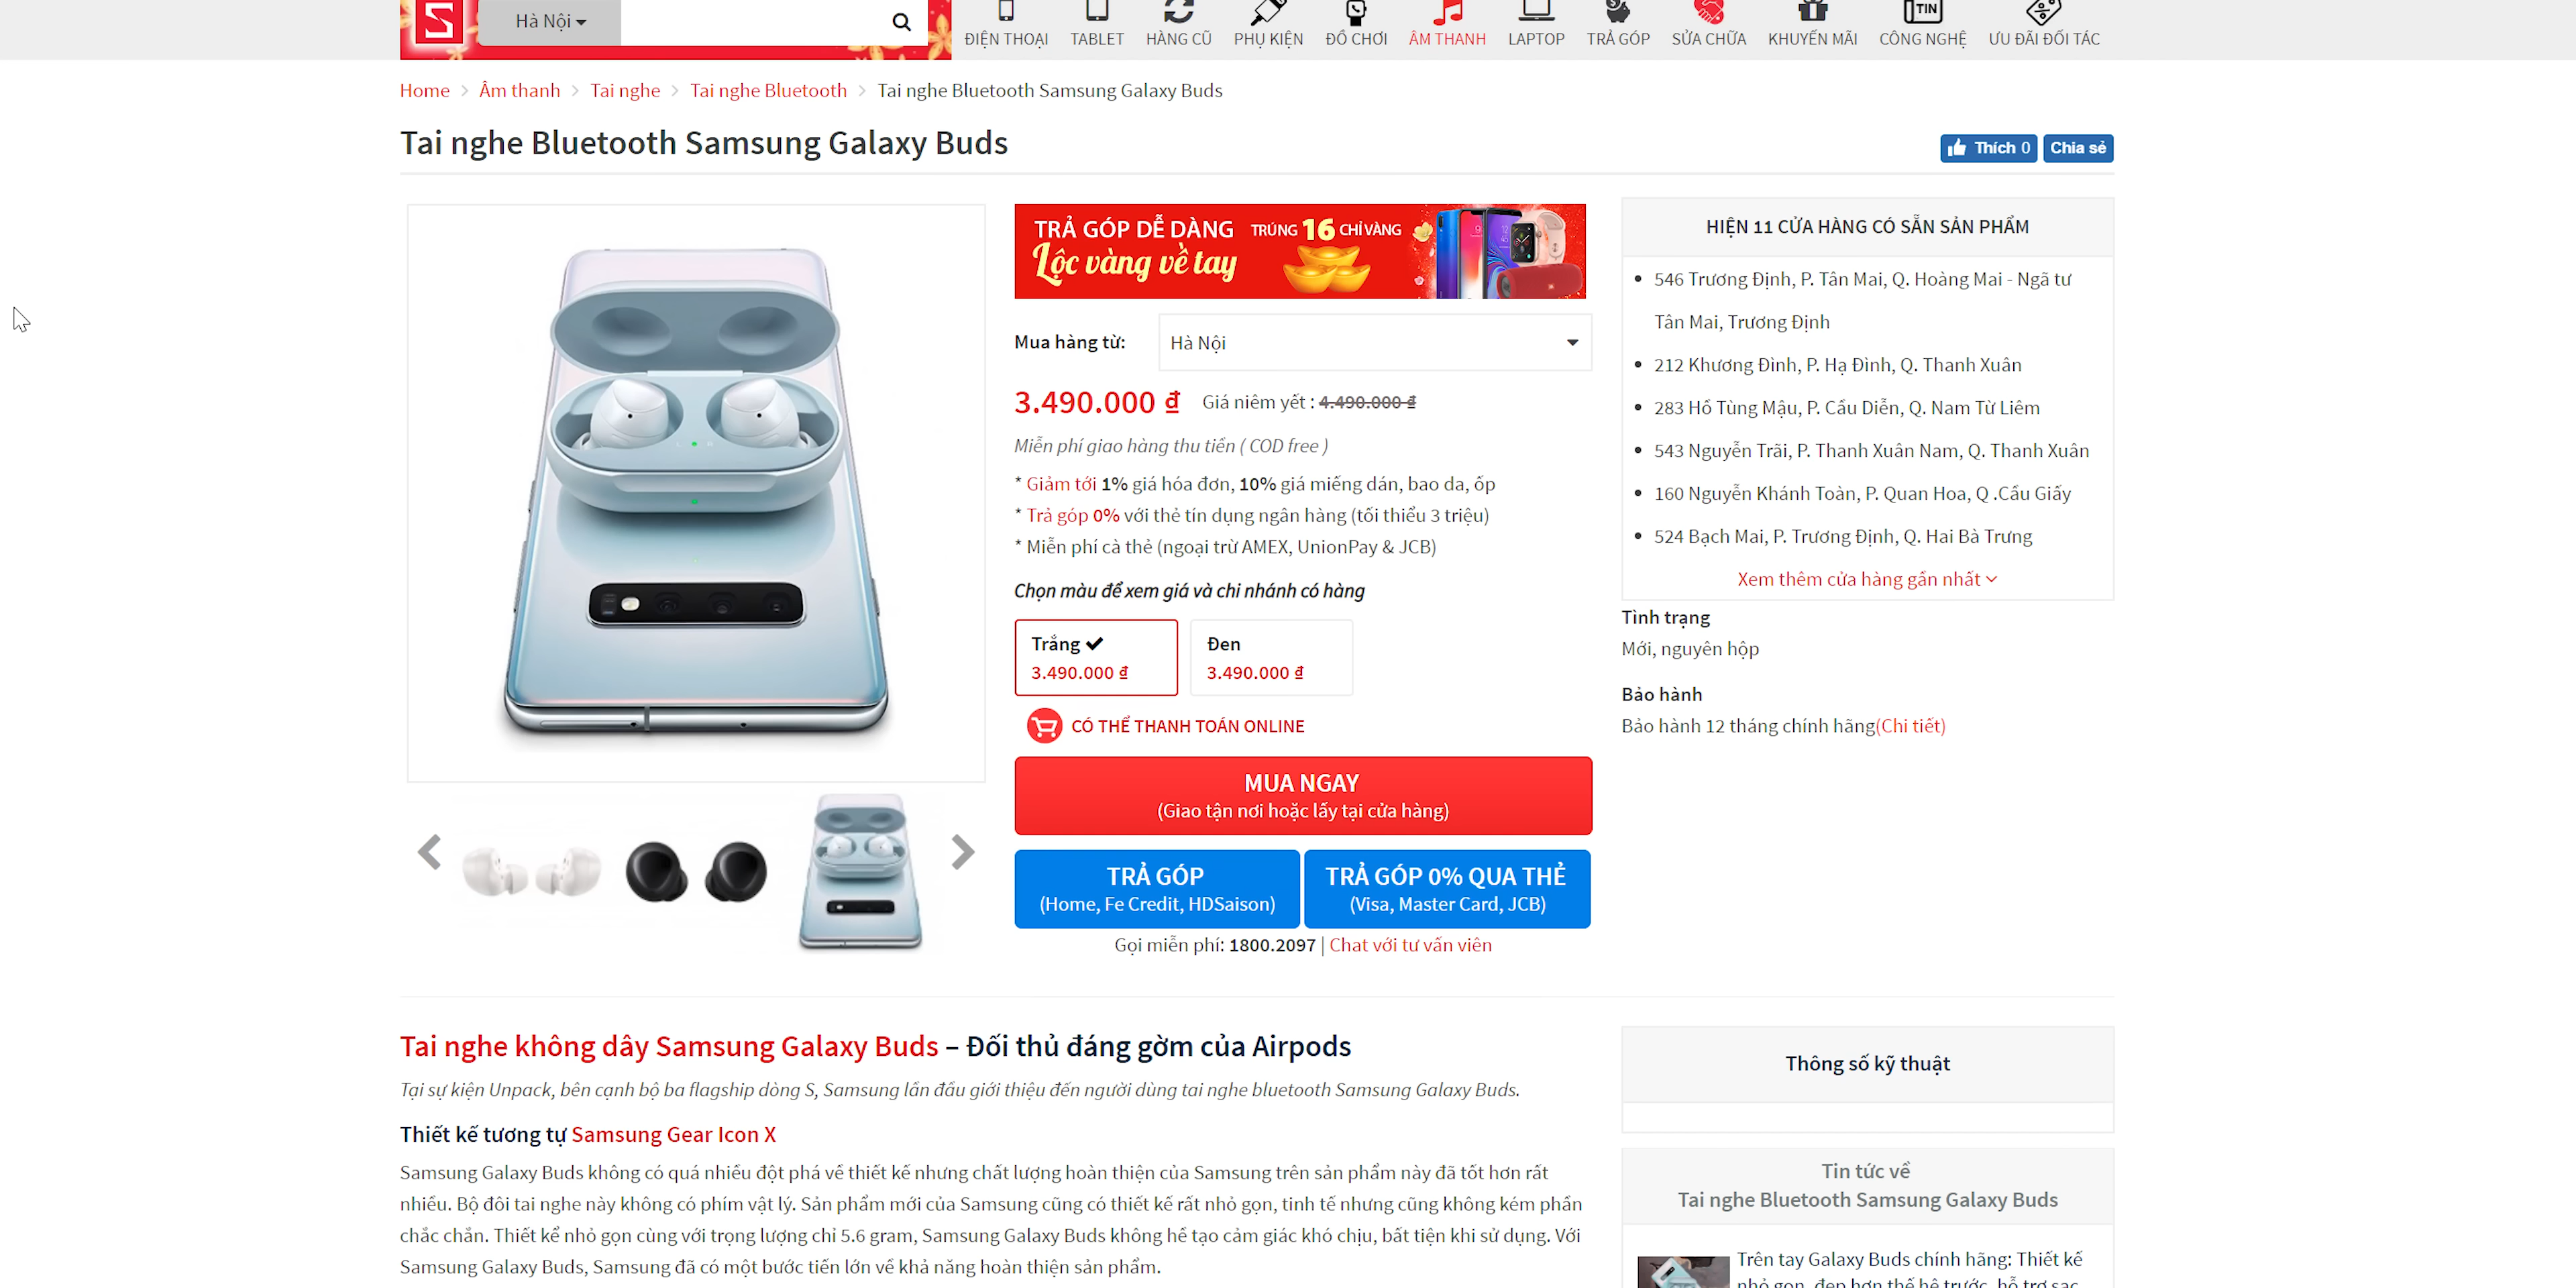 S
Hà Nội
ĐIỆN THOẠI
TABLET
HÀNG CŨ
PHỤ KIỆN
ĐỒ CHƠI
ÂM THANH
LAPTOP
TRẢ GÓP
SỬA CHỮA
KHUYẾN MÃI
TIN
CÔNG NGHỆ
ƯU ĐÃI ĐỐI TÁC
Home > Âm thanh > Tai nghe > Tai nghe Bluetooth > Tai nghe Bluetooth Samsung Galaxy Buds
Tai nghe Bluetooth Samsung Galaxy Buds
Thích 0
Chia sẻ
TRẢ GÓP DỄ DÀNG
Lộc vàng về tay
TRÚNG 16 CHỈ VÀNG
Mua hàng từ:
Hà Nội
3.490.000 ₫ Giá niêm yết : 4.490.000 ₫
Miễn phí giao hàng thu tiền ( COD free )
* Giảm tới 1% giá hóa đơn, 10% giá miếng dán, bao da, ốp
* Trả góp 0% với thẻ tín dụng ngân hàng (tối thiểu 3 triệu)
* Miễn phí cà thẻ (ngoại trừ AMEX, UnionPay & JCB)
Chọn màu để xem giá và chi nhánh có hàng
Trắng
3.490.000 ₫
Đen
3.490.000 ₫
CÓ THỂ THANH TOÁN ONLINE
MUA NGAY
(Giao tận nơi hoặc lấy tại cửa hàng)
TRẢ GÓP
(Home, Fe Credit, HDSaison)
TRẢ GÓP 0% QUA THẺ
(Visa, Master Card, JCB)
Gọi miễn phí: 1800.2097 | Chat với tư vấn viên
HIỆN 11 CỬA HÀNG CÓ SẴN SẢN PHẨM
• 546 Trương Định, P. Tân Mai, Q. Hoàng Mai - Ngã tư
Tân Mai, Trương Định
• 212 Khương Đình, P. Hạ Đình, Q. Thanh Xuân
• 283 Hồ Tùng Mậu, P. Cầu Diễn, Q. Nam Từ Liêm
• 543 Nguyễn Trãi, P. Thanh Xuân Nam, Q. Thanh Xuân
• 160 Nguyễn Khánh Toàn, P. Quan Hoa, Q .Cầu Giấy
• 524 Bạch Mai, P. Trương Định, Q. Hai Bà Trưng
Xem thêm cửa hàng gần nhất
Tình trạng
Mới, nguyên hộp
Bảo hành
Bảo hành 12 tháng chính hãng(Chi tiết)
Tai nghe không dây Samsung Galaxy Buds – Đối thủ đáng gờm của Airpods
Tại sự kiện Unpack, bên cạnh bộ ba flagship dòng S, Samsung lần đầu giới thiệu đến người dùng tai nghe bluetooth Samsung Galaxy Buds.
Thiết kế tương tự Samsung Gear Icon X
Samsung Galaxy Buds không có quá nhiều đột phá về thiết kế nhưng chất lượng hoàn thiện của Samsung trên sản phẩm này đã tốt hơn rất
nhiều. Bộ đôi tai nghe này không có phím vật lý. Sản phẩm mới của Samsung cũng có thiết kế rất nhỏ gọn, tinh tế nhưng cũng không kém phần
chắc chắn. Thiết kế nhỏ gọn cùng với trọng lượng chỉ 5.6 gram, Samsung Galaxy Buds không hề tạo cảm giác khó chịu, bất tiện khi sử dụng. Với
Samsung Galaxy Buds, Samsung đã có một bước tiến lớn về khả năng hoàn thiện sản phẩm.
Thông số kỹ thuật
Tin tức về
Tai nghe Bluetooth Samsung Galaxy Buds
Trên tay Galaxy Buds chính hãng: Thiết kế
nhỏ gọn, đẹp hơn thế hệ trước, hỗ trợ sạc